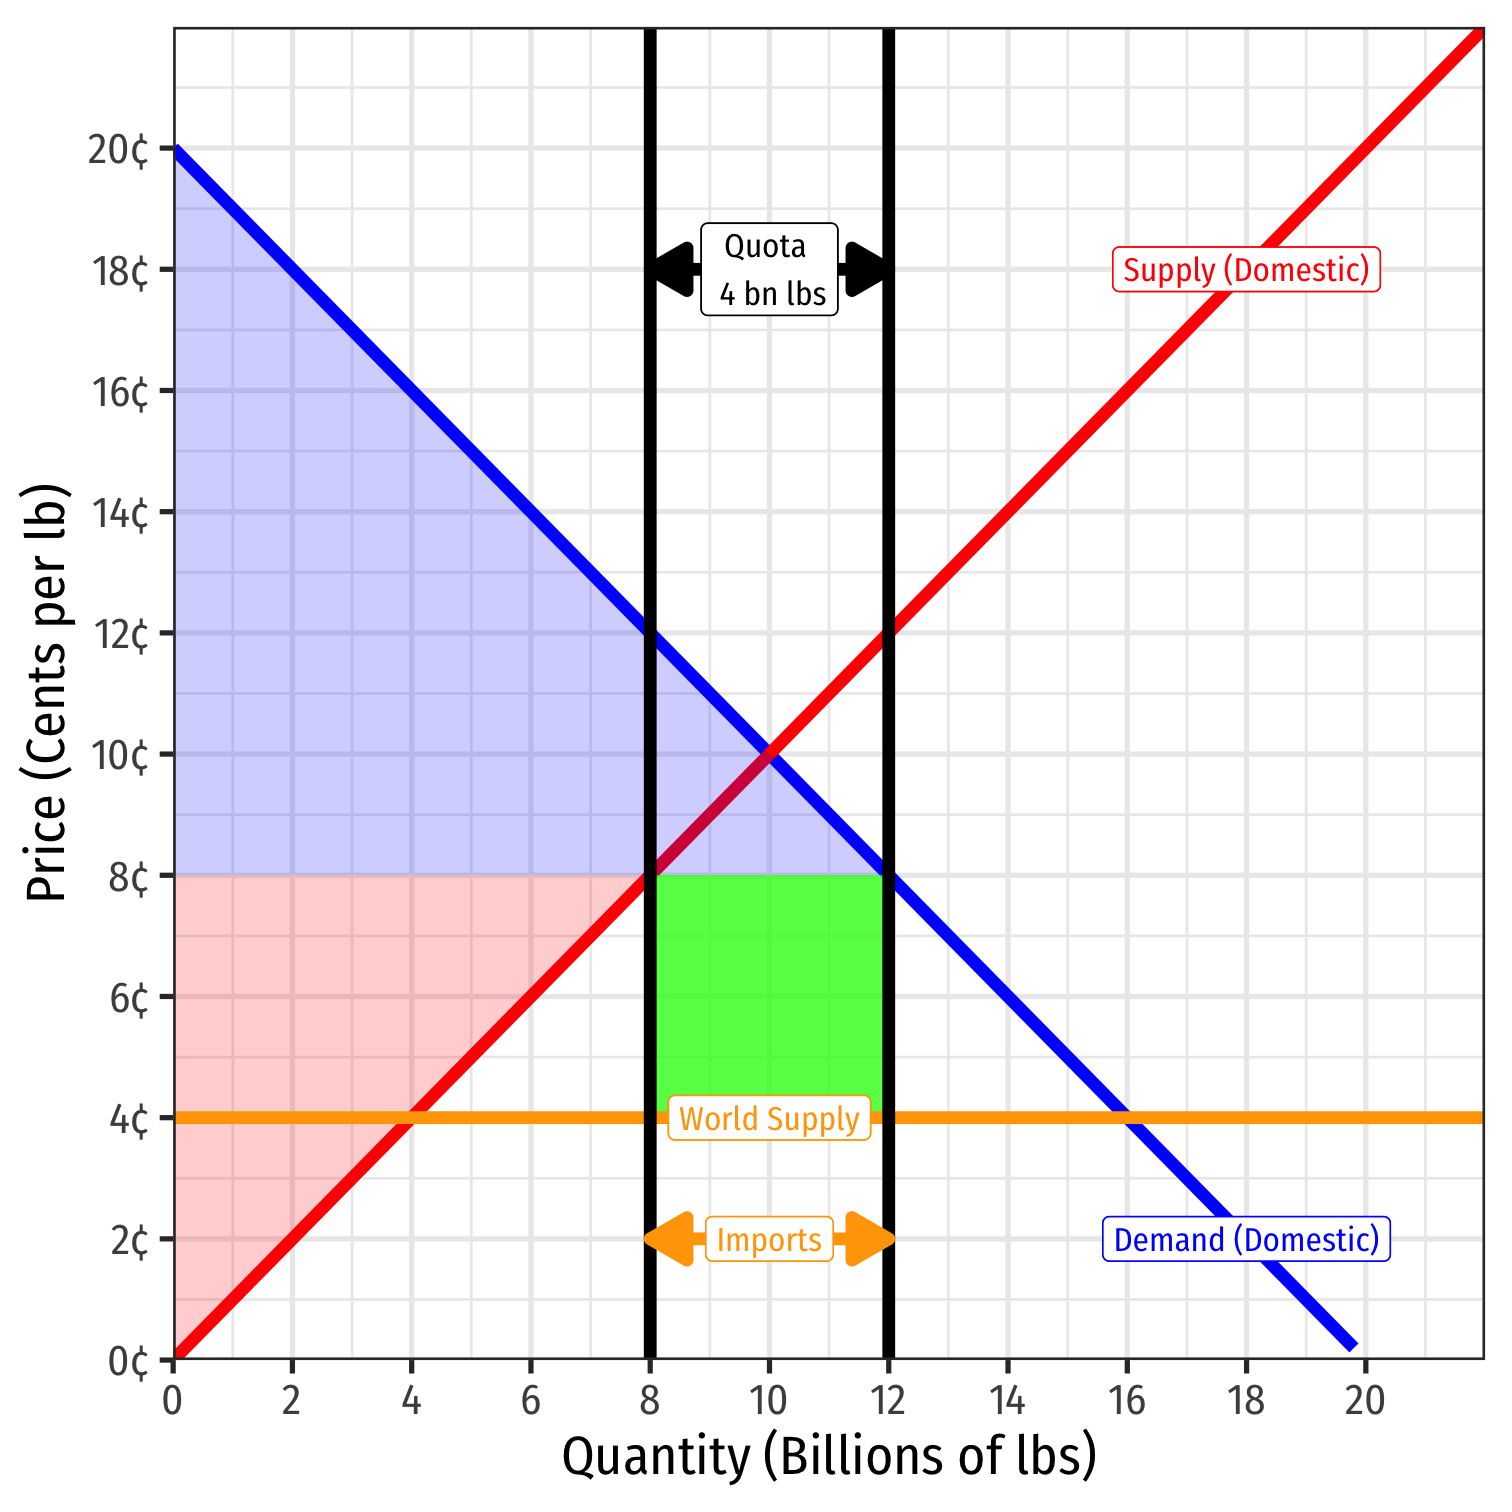 20¢
18¢
16¢
14¢
12¢
10¢
8¢
6¢
4¢
2¢
0¢
Price (Cents per lb)
Quota
4 bn lbs
Supply (Domestic)
World Supply
Imports
Demand (Domestic)
0 2 4 6 8 10 12 14 16 18 20
Quantity (Billions of lbs)